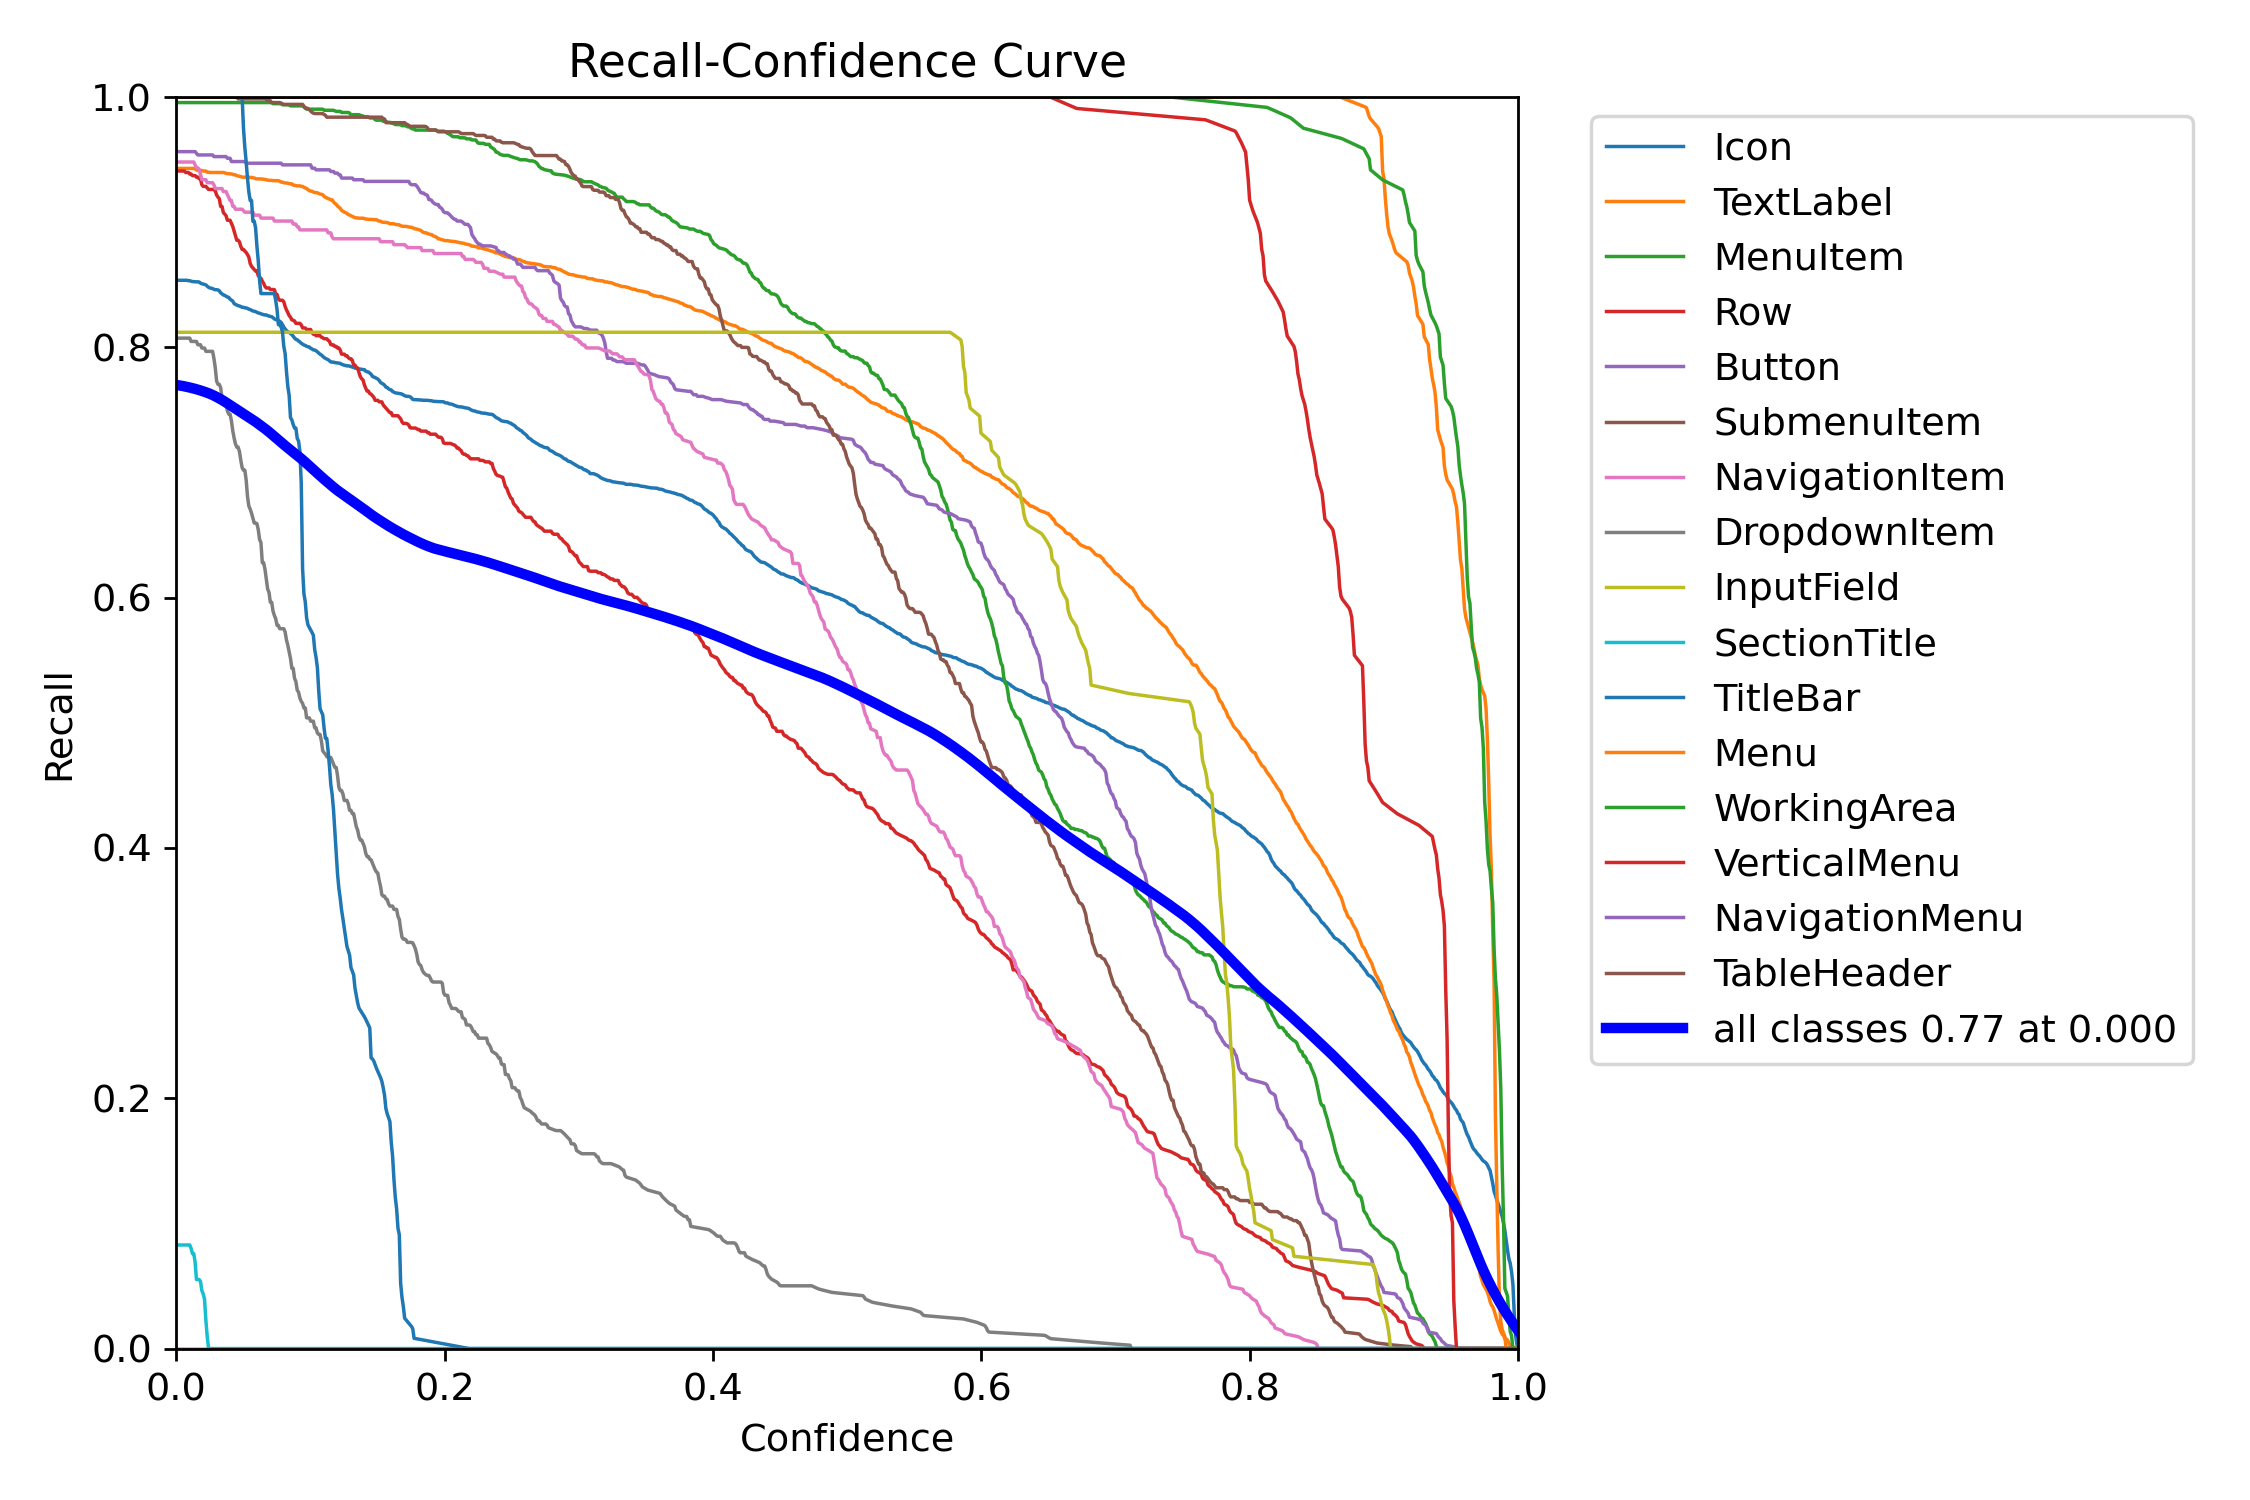 Recall-Confidence Curve
1.0
0.8
0.6
0.4
0.2
0.0
Recall
0.0 0.2 0.4 0.6 0.8 1.0
Confidence
Icon
TextLabel
MenuItem
Row
Button
SubmenuItem
NavigationItem
DropdownItem
InputField
SectionTitle
TitleBar
Menu
WorkingArea
VerticalMenu
NavigationMenu
TableHeader
all classes 0.77 at 0.000